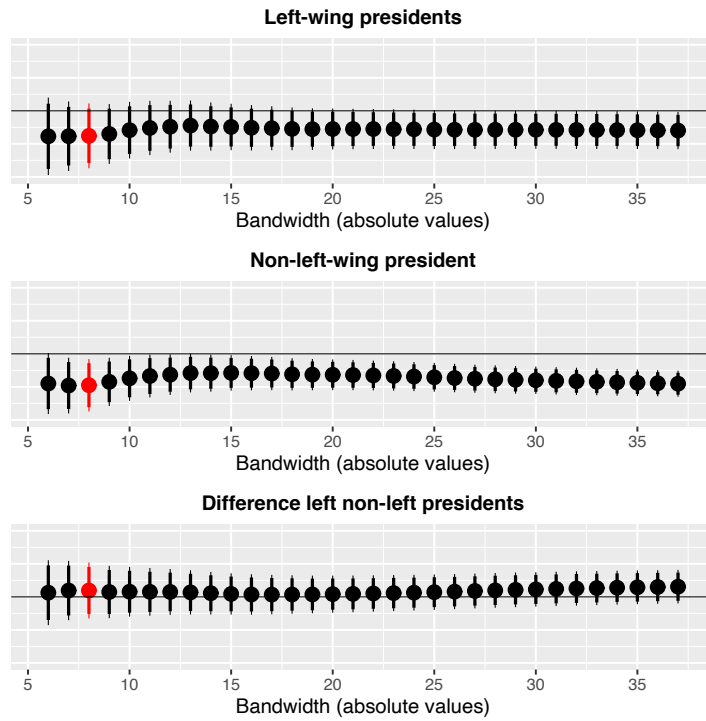 Left-wing presidents
5 10 15 20 25 30 35
Bandwidth (absolute values)
Non-left-wing president
5 10 15 20 25 30 35
Bandwidth (absolute values)
Difference left non-left presidents
5 10 15 20 25 30 35
Bandwidth (absolute values)